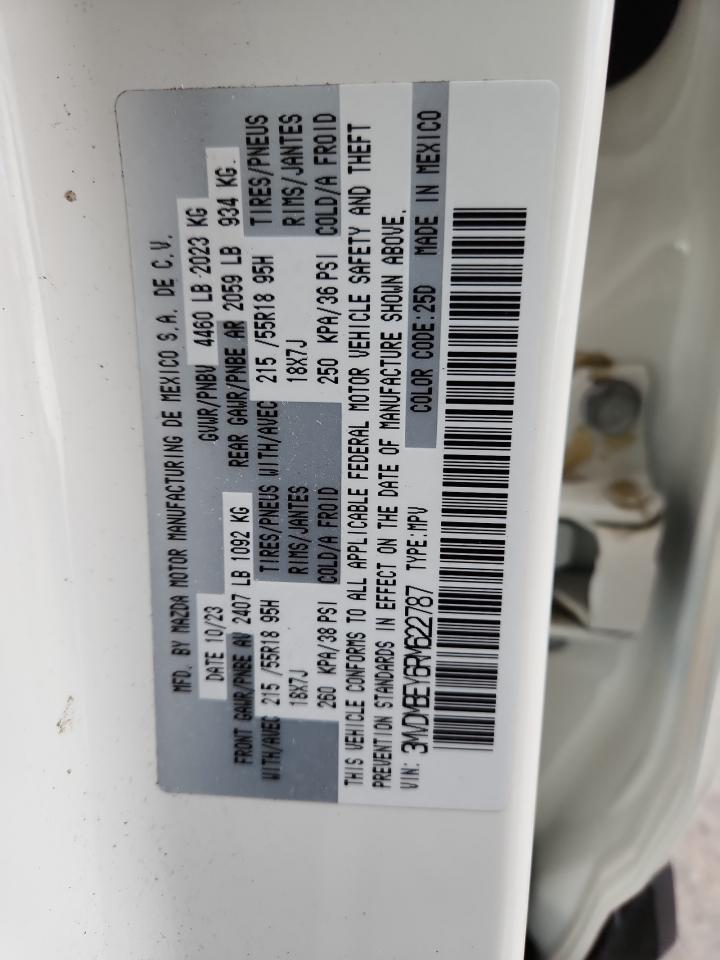 MFD. BY MAZDA MOTOR MANUFACTURING DE MEXICO S.A. DE C.V.
DATE 10/23 GVWR/PNBV 4460 LB 2023 KG
FRONT GAWR/PNBE AV 2407 LB 1092 KG REAR GAWR/PNBE AR 2059 LB 934 KG.
WITH/AVEC 215 /55R18 95H TIRES/PNEUS WITH/AVEC 215 /55R18 95H TIRES/PNEUS
18X7J RIMS/JANTES 18X7J RIMS/JANTES
260 KPA/38 PSI COLD/A FROID 250 KPA/36 PSI COLD/A FROID
THIS VEHICLE CONFORMS TO ALL APPLICABLE FEDERAL MOTOR VEHICLE SAFETY AND THEFT
PREVENTION STANDARDS IN EFFECT ON THE DATE OF MANUFACTURE SHOWN ABOVE.
VIN: 3MVDMBEY6RM622787 TYPE:MPV COLOR CODE:25D MADE IN MEXICO